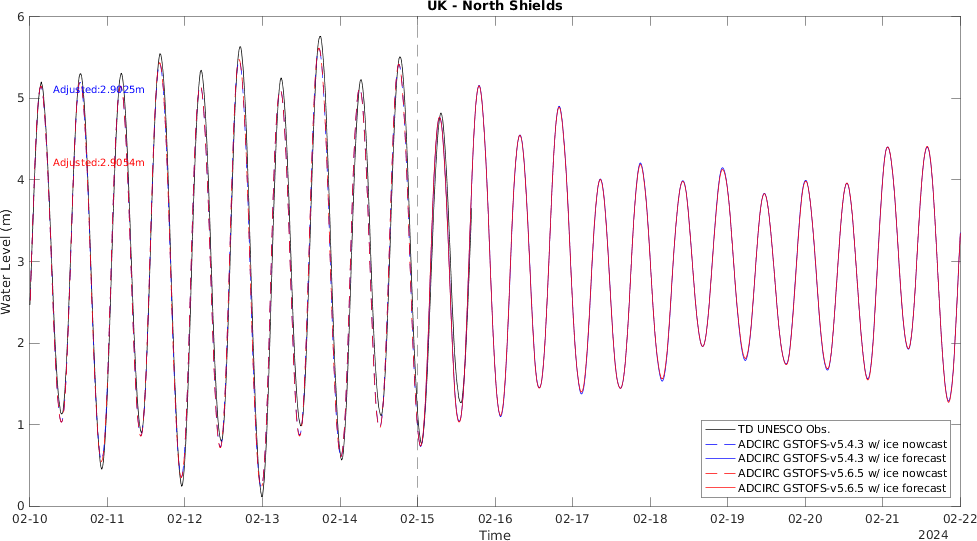 UK - North Shields
6
5
4
3
2
1
0
Water Level (m)
Adjusted:2.9025m
Adjusted:2.9054m
TD UNESCO Obs.
ADCIRC GSTOFS-v5.4.3 w/ ice nowcast
ADCIRC GSTOFS-v5.4.3 w/ ice forecast
ADCIRC GSTOFS-v5.6.5 w/ ice nowcast
ADCIRC GSTOFS-v5.6.5 w/ ice forecast
02-10 02-11 02-12 02-13 02-14 02-15 02-16 02-17 02-18 02-19 02-20 02-21 02-22
Time
2024